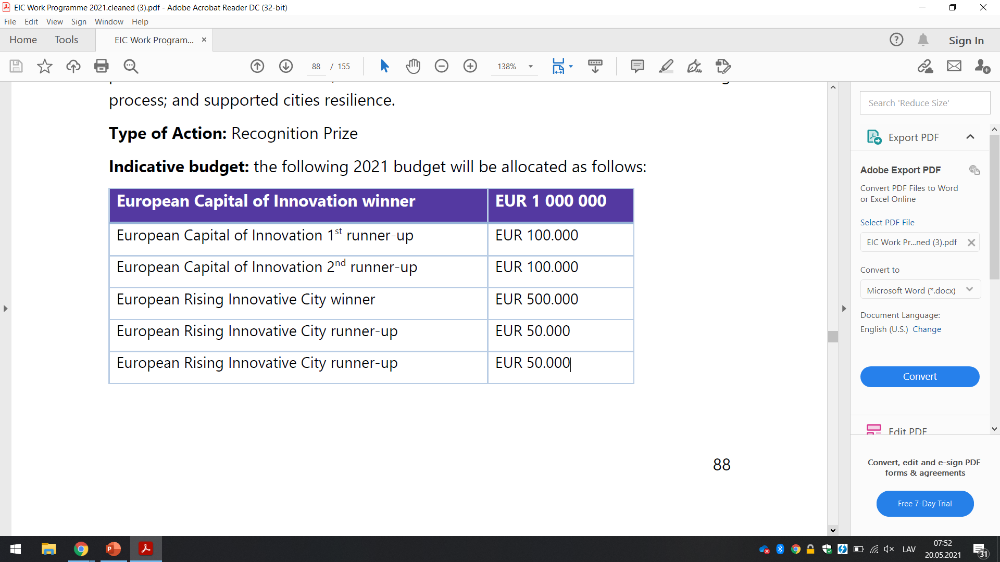 EIC Work Programme 2021.cleaned (3).pdf - Adobe Acrobat Reader DC (32-bit)
File Edit View Sign Window Help
Home Tools EIC Work Program... Sign In
88 / 155 138%
process; and supported cities resilience.
Type of Action: Recognition Prize
Indicative budget: the following 2021 budget will be allocated as follows:
European Capital of Innovation winner EUR 1 000 000
European Capital of Innovation 1st runner-up EUR 100.000
European Capital of Innovation 2nd runner-up EUR 100.000
European Rising Innovative City winner EUR 500.000
European Rising Innovative City runner-up EUR 50.000
European Rising Innovative City runner-up EUR 50.000
88
Search 'Reduce Size'
Export PDF
Adobe Export PDF
Convert PDF Files to Word
or Excel Online
Select PDF File
EIC Work Pr...ned (3).pdf
Convert to
Microsoft Word (*.docx)
Document Language:
English (U.S.) Change
Convert
Edit PDF
Convert, edit and e-sign PDF
forms & agreements
Free 7-Day Trial
LAV
07:52
20.05.2021
31